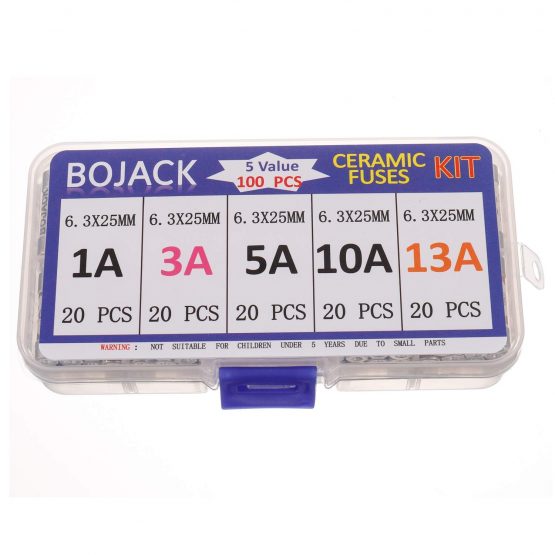 BOJACK
5 Value
100 PCS
CERAMIC
FUSES
KIT
6.3X25MM 6.3X25MM 6.3X25MM 6.3X25MM 6.3X25MM
1A 3A 5A 10A 13A
20 PCS 20 PCS 20 PCS 20 PCS 20 PCS
WARNING: NOT SUITABLE FOR CHILDREN UNDER 5 YEARS DUE TO SMALL PARTS
BOJACK